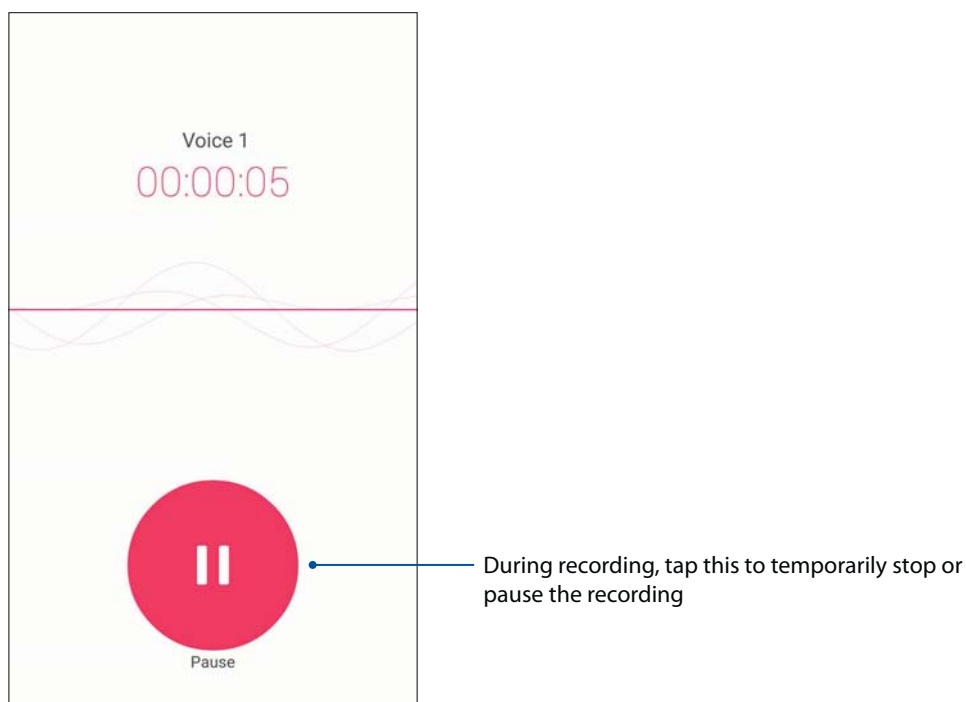 Voice 1
00:00:05
During recording, tap this to temporarily stop or
pause the recording
Pause